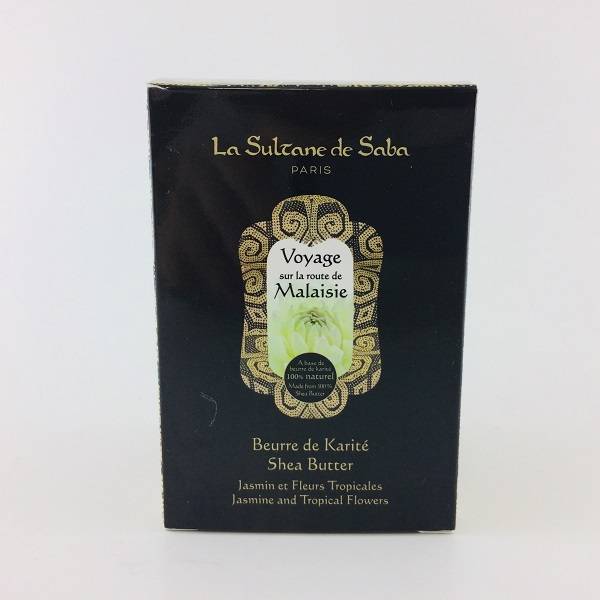 La Sultane de Saba
PARIS
Voyage
sur la route de
Malaisie
A base de
beurre de karité
100% naturel
Made from 100%
Shea Butter
Beurre de Karité
Shea Butter
Jasmin et Fleurs Tropicales
Jasmine and Tropical Flowers